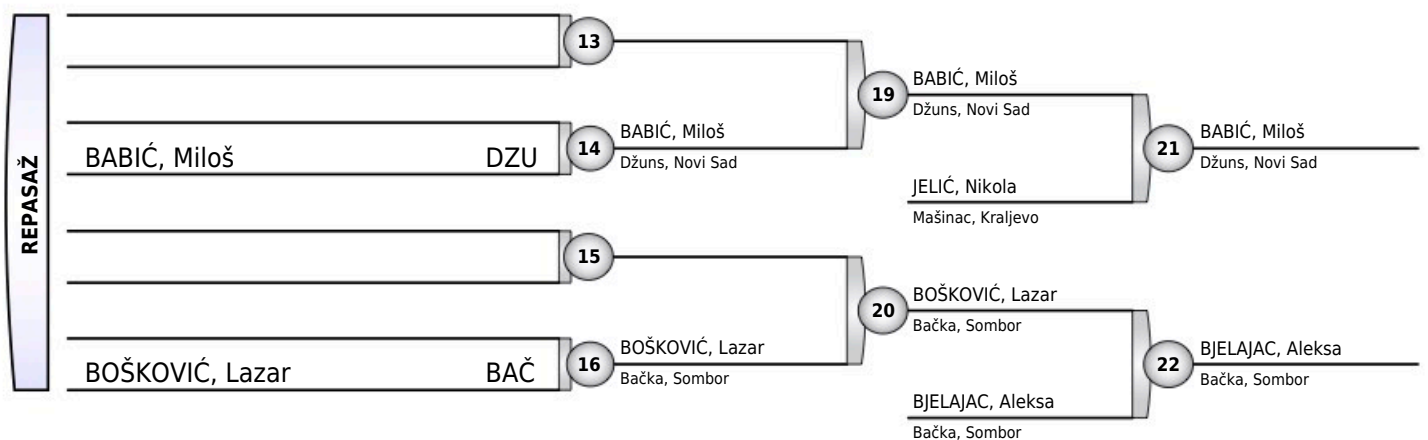 REPASAŽ
13
BABIĆ, Miloš DZU
14
BABIĆ, Miloš
Džuns, Novi Sad
19
BABIĆ, Miloš
Džuns, Novi Sad
JELIĆ, Nikola
Mašinac, Kraljevo
21
BABIĆ, Miloš
Džuns, Novi Sad
15
BOŠKOVIĆ, Lazar BAČ
16
BOŠKOVIĆ, Lazar
Bačka, Sombor
20
BOŠKOVIĆ, Lazar
Bačka, Sombor
BJELAJAC, Aleksa
Bačka, Sombor
22
BJELAJAC, Aleksa
Bačka, Sombor